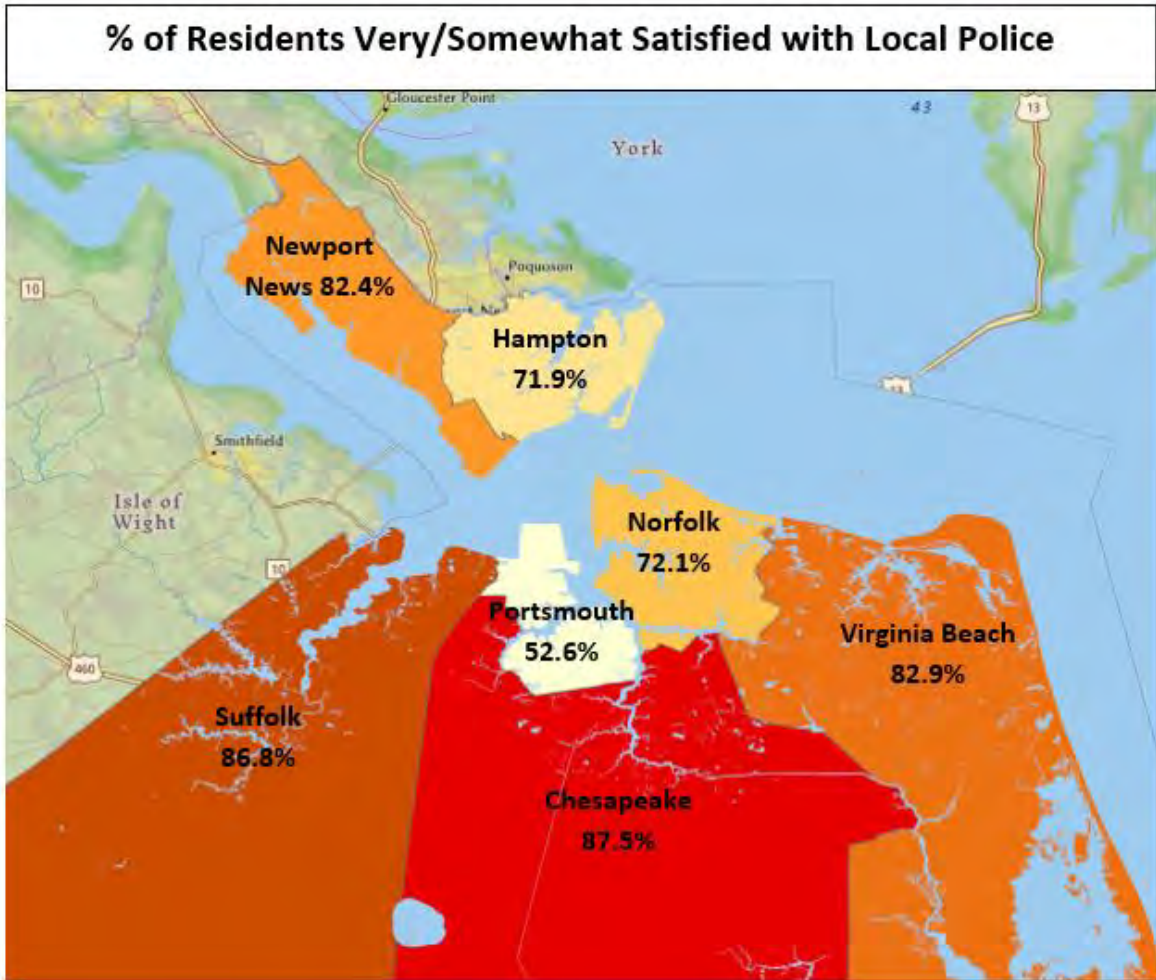 % of Residents Very/Somewhat Satisfied with Local Police
Gloucester Point
43
13
York
Newport
News 82.4%
Poquoson
10
Hampton
71.9%
Smithfield
Isle of
Wight
Norfolk
72.1%
10
Portsmouth
52.6%
Virginia Beach
82.9%
460
Suffolk
86.8%
Chesapeake
87.5%